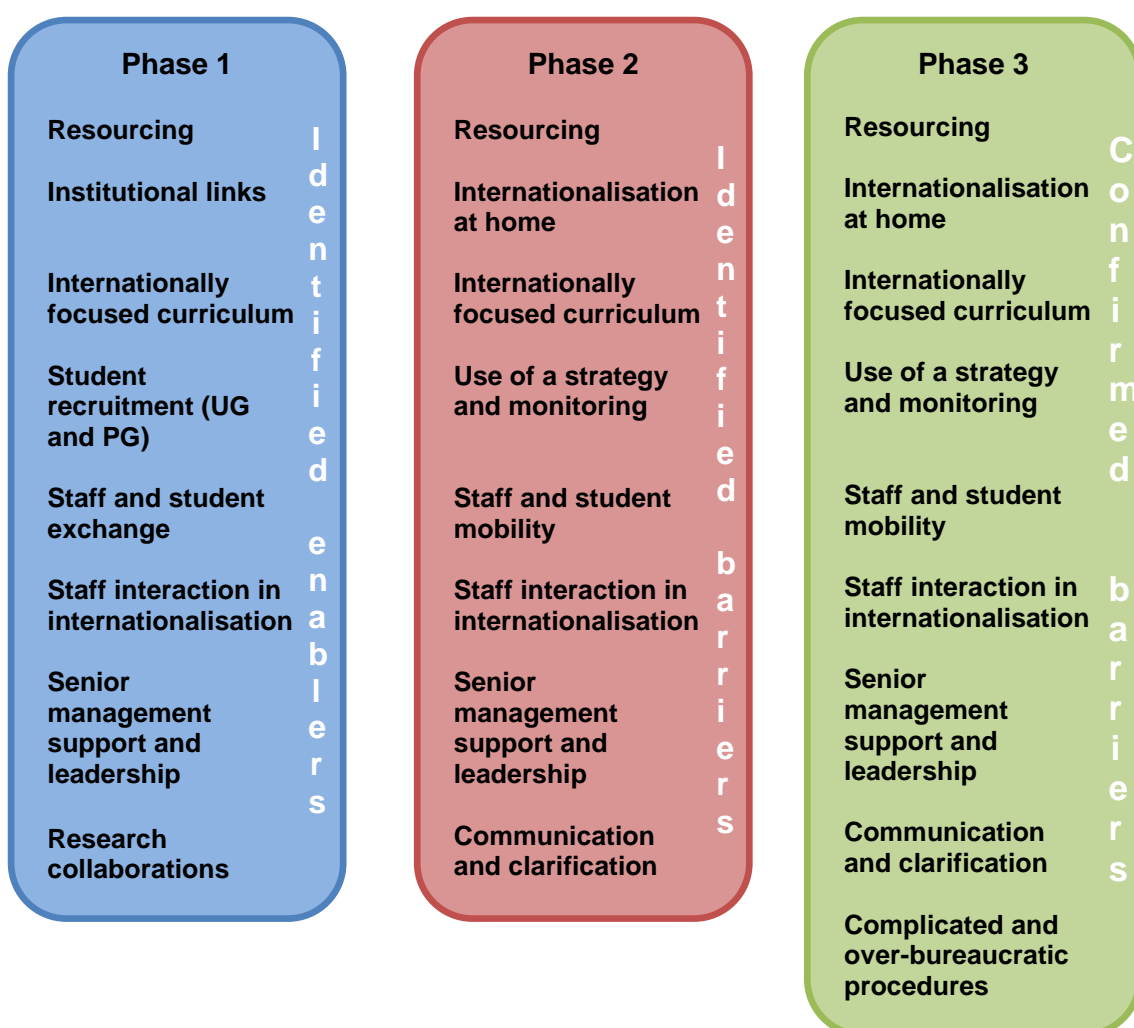 Phase 1
Resourcing
Institutional links
Internationally
focused curriculum
Student
recruitment (UG
and PG)
Staff and student
exchange
Staff interaction in
internationalisation
Senior
management
support and
leadership
Research
collaborations
Identified enablers
Phase 2
Resourcing
Internationalisation
at home
Internationally
focused curriculum
Use of a strategy
and monitoring
Staff and student
mobility
Staff interaction in
internationalisation
Senior
management
support and
leadership
Communication
and clarification
Identified barriers
Phase 3
Resourcing
Internationalisation
at home
Internationally
focused curriculum
Use of a strategy
and monitoring
Staff and student
mobility
Staff interaction in
internationalisation
Senior
management
support and
leadership
Communication
and clarification
Complicated and
over-bureaucratic
procedures
Confirmed barriers